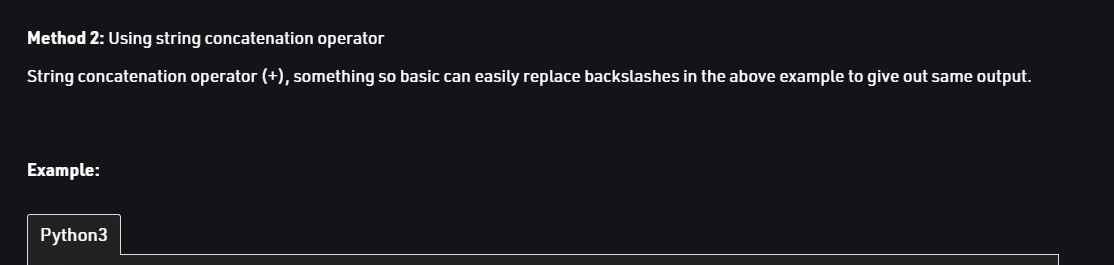 Method 2: Using string concatenation operator
String concatenation operator (+), something so basic can easily replace backslashes in the above example to give out same output.
Example:
Python3